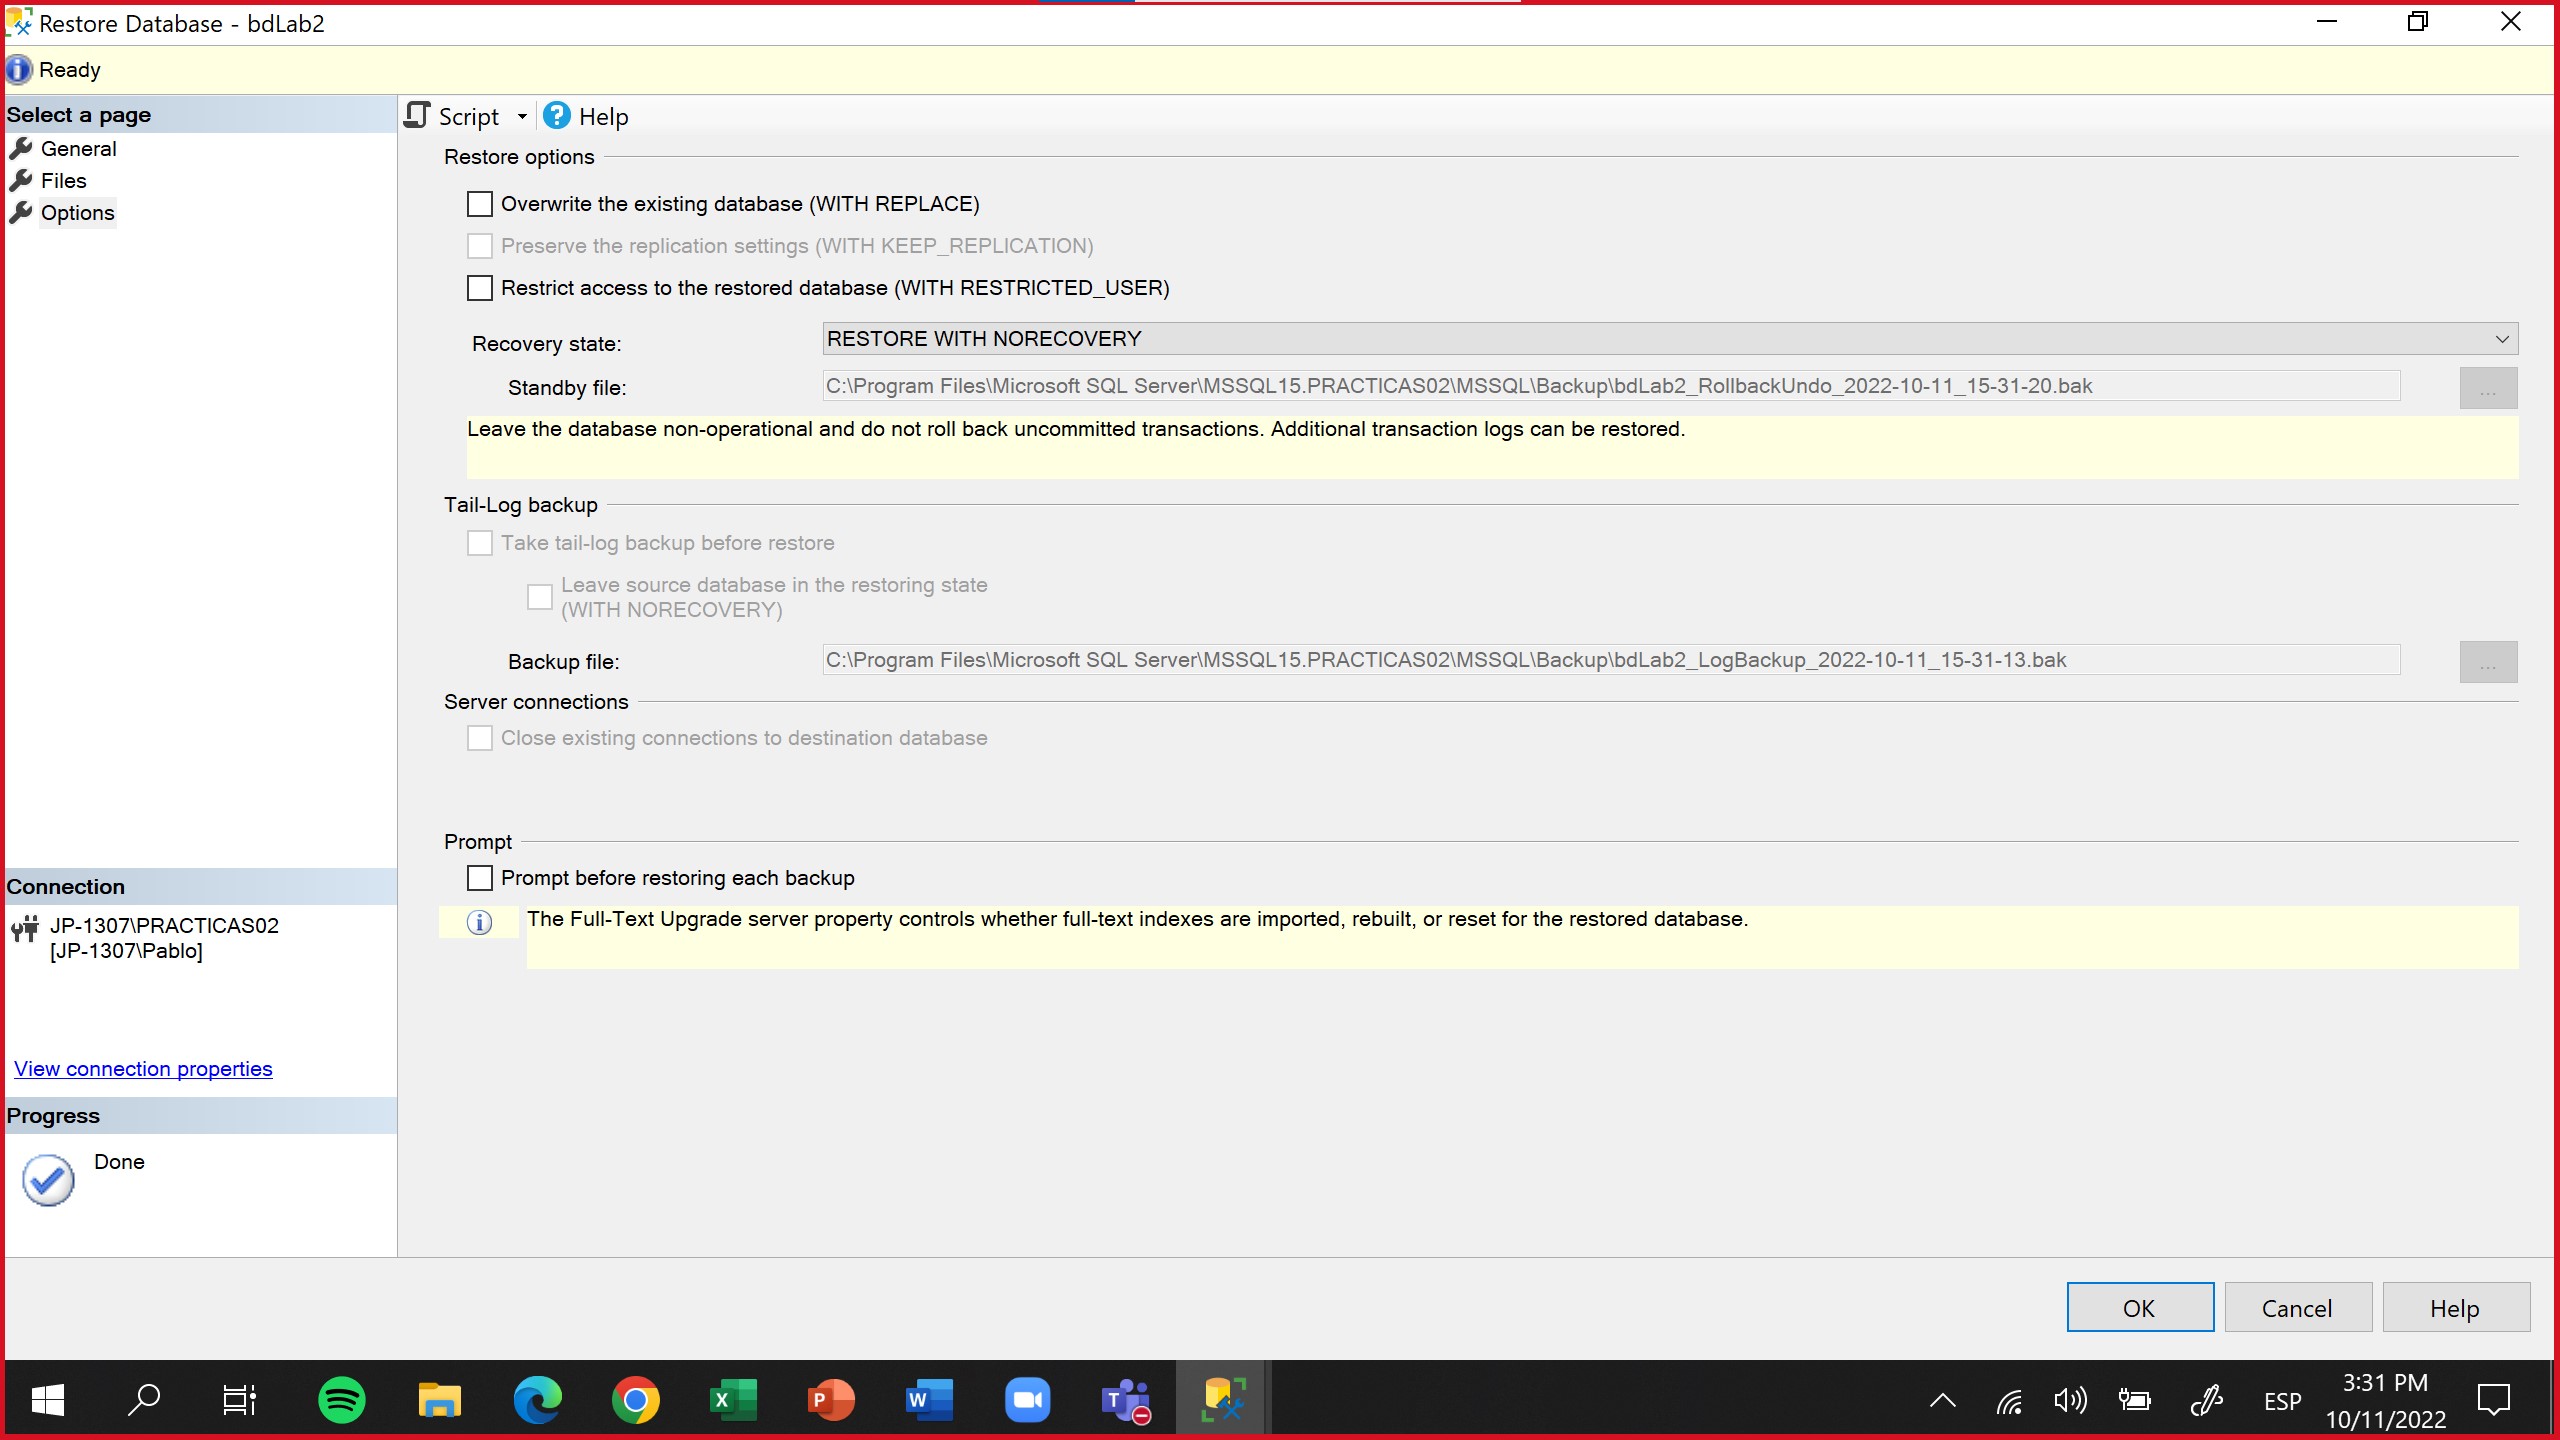 Restore Database - bdLab2
Ready
Select a page
General
Files
Options
Script
Help
Restore options
Overwrite the existing database (WITH REPLACE)
Preserve the replication settings (WITH KEEP_REPLICATION)
Restrict access to the restored database (WITH RESTRICTED_USER)
Recovery state:
RESTORE WITH NORECOVERY
Standby file:
C:\Program Files\Microsoft SQL Server\MSSQL15.PRACTICAS02\MSSQL\Backup\bdLab2_RollbackUndo_2022-10-11_15-31-20.bak
...
Leave the database non-operational and do not roll back uncommitted transactions. Additional transaction logs can be restored.
Tail-Log backup
Take tail-log backup before restore
Leave source database in the restoring state
(WITH NORECOVERY)
Backup file:
C:\Program Files\Microsoft SQL Server\MSSQL15.PRACTICAS02\MSSQL\Backup\bdLab2_LogBackup_2022-10-11_15-31-13.bak
...
Server connections
Close existing connections to destination database
Prompt
Prompt before restoring each backup
The Full-Text Upgrade server property controls whether full-text indexes are imported, rebuilt, or reset for the restored database.
Connection
JP-1307\PRACTICAS02
[JP-1307\Pablo]
View connection properties
Progress
Done
OK
Cancel
Help
X
P
W
T
ESP
3:31 PM
10/11/2022